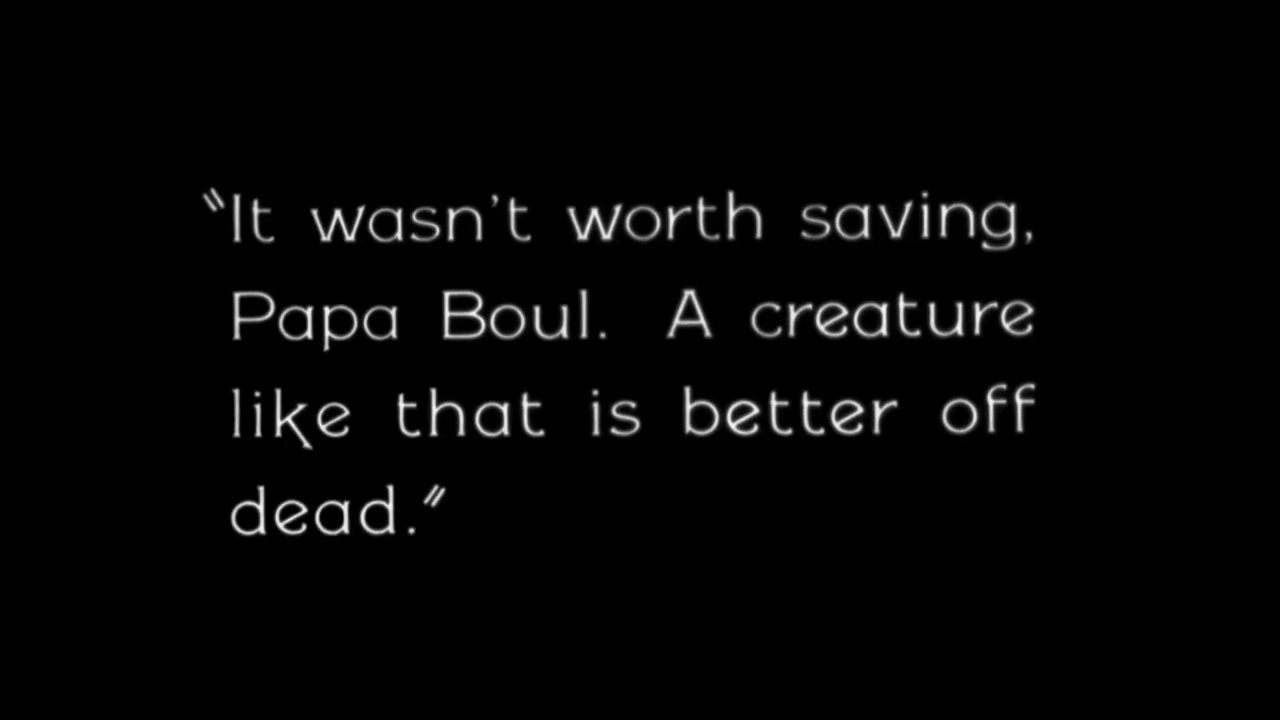 "It wasn't worth saving,
Papa Boul. A creature
like that is better off
dead."